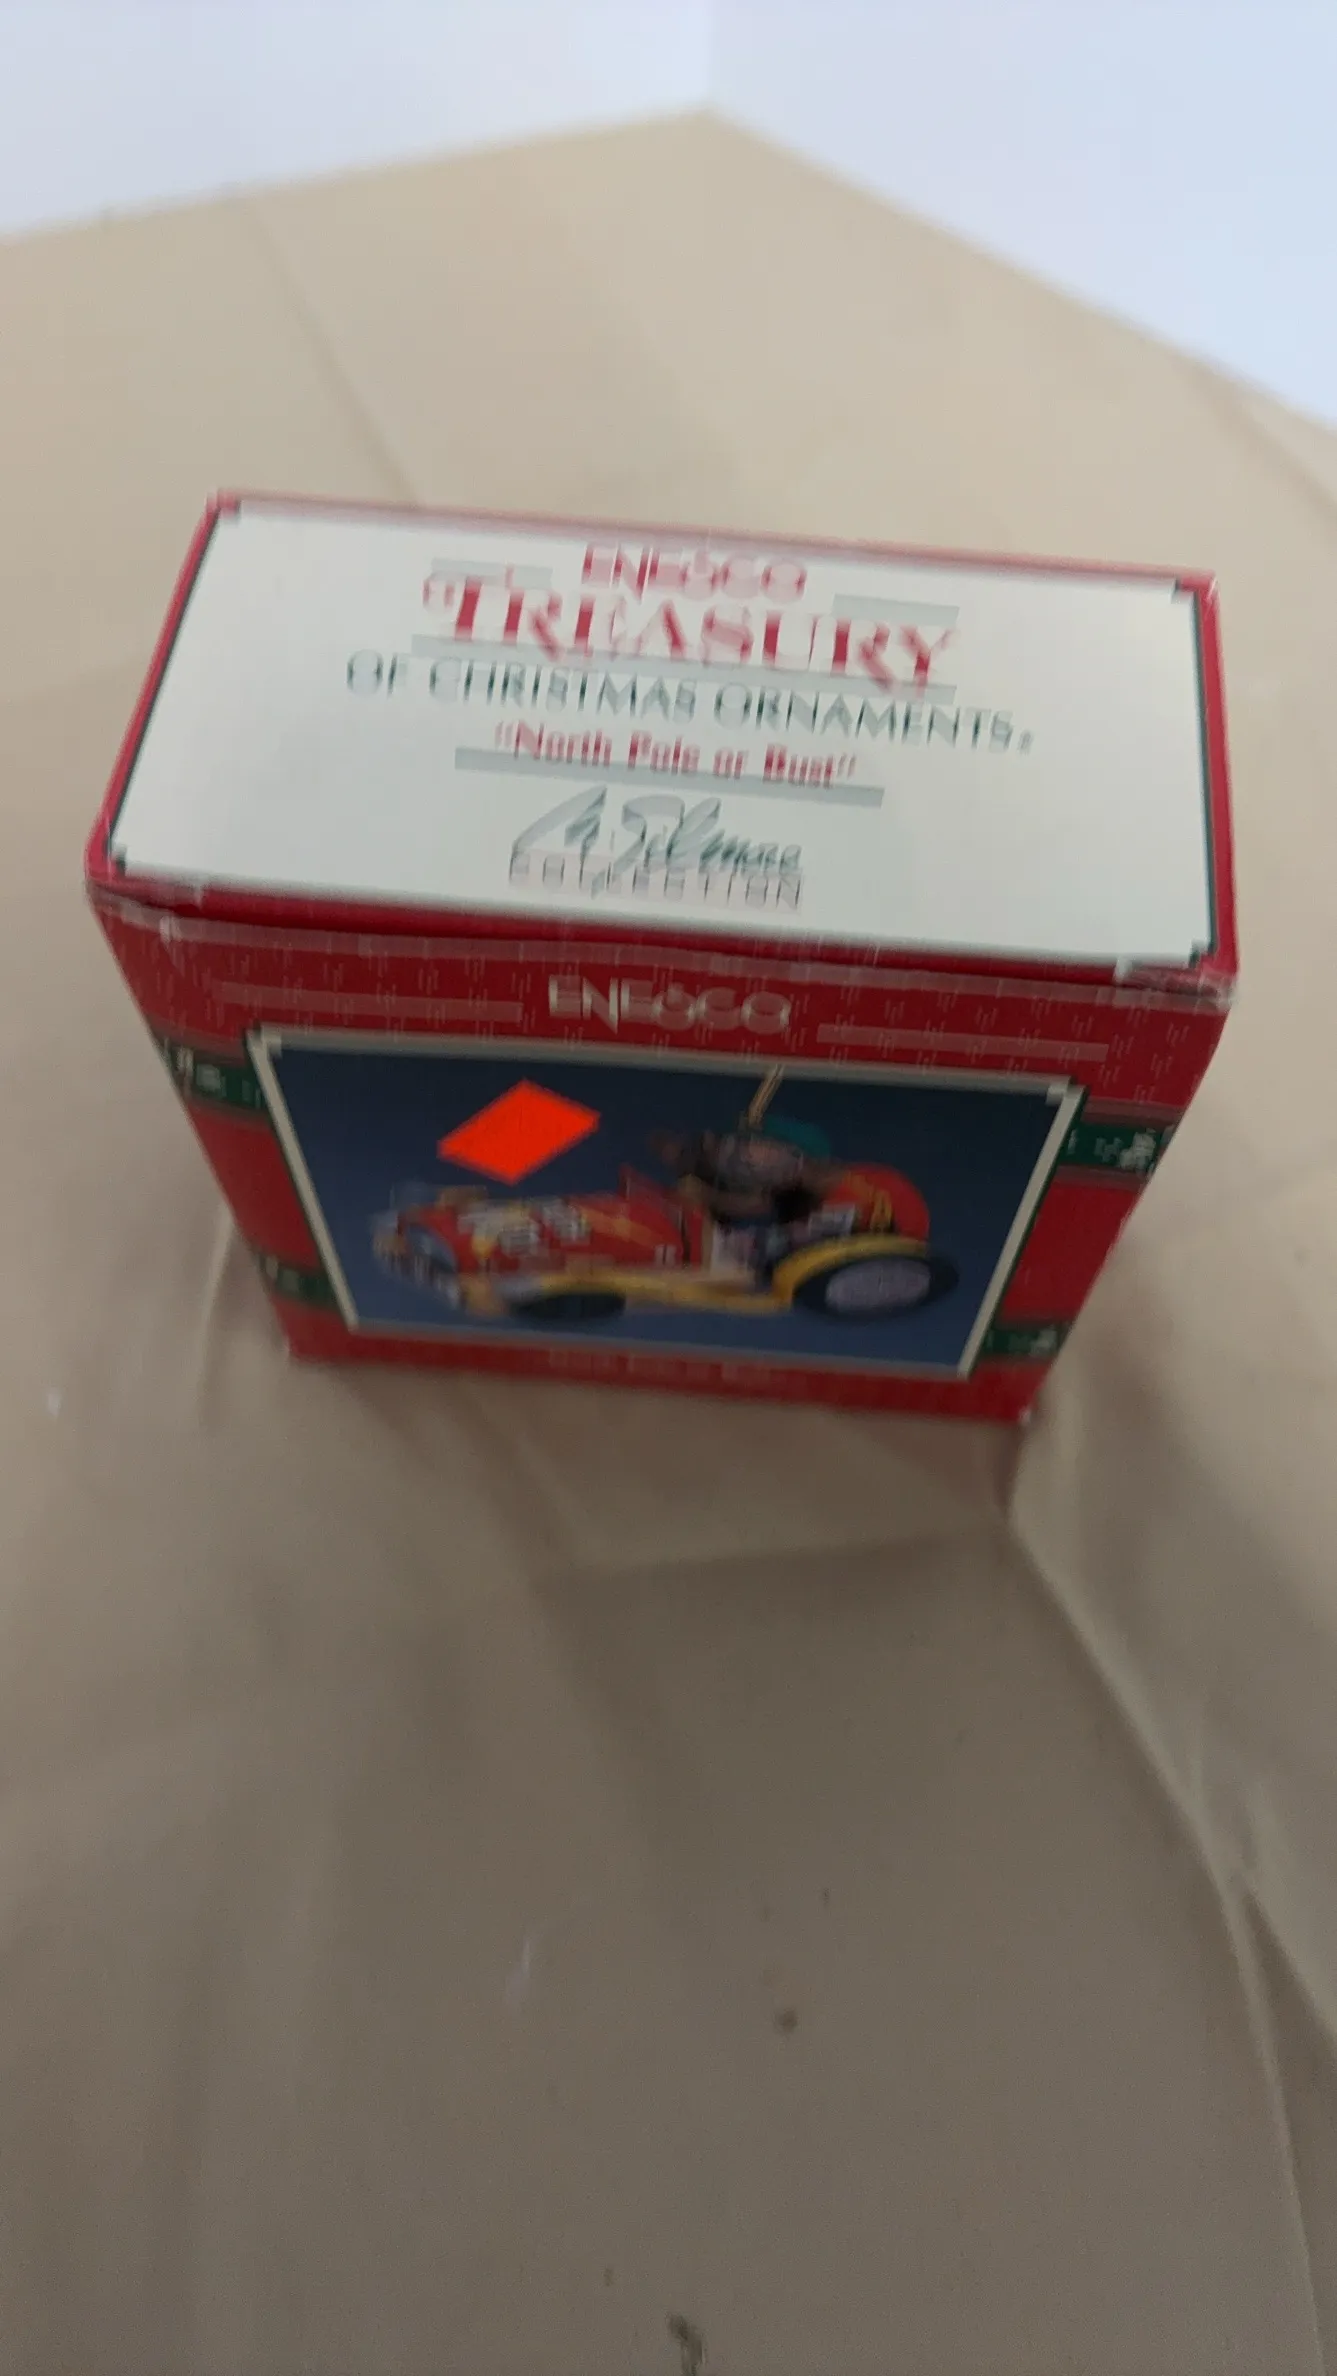 ENESCO
TREASURY
OF CHRISTMAS ORNAMENTS®
"North Pole or Bust"
COLLECTION
ENESCO